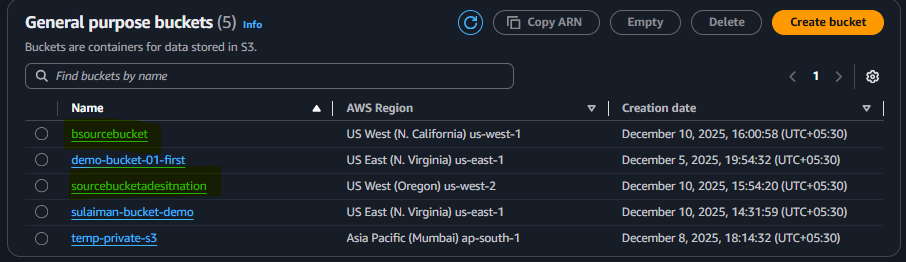 General purpose buckets (5) Info
Copy ARN Empty Delete Create bucket
Buckets are containers for data stored in S3.
Find buckets by name
1
Name AWS Region Creation date
bsourcebucket US West (N. California) us-west-1 December 10, 2025, 16:00:58 (UTC+05:30)
demo-bucket-01-first US East (N. Virginia) us-east-1 December 5, 2025, 19:54:32 (UTC+05:30)
sourcebucketadesitnation US West (Oregon) us-west-2 December 10, 2025, 15:54:20 (UTC+05:30)
sulaiman-bucket-demo US East (N. Virginia) us-east-1 December 10, 2025, 14:31:59 (UTC+05:30)
temp-private-s3 Asia Pacific (Mumbai) ap-south-1 December 8, 2025, 18:14:32 (UTC+05:30)